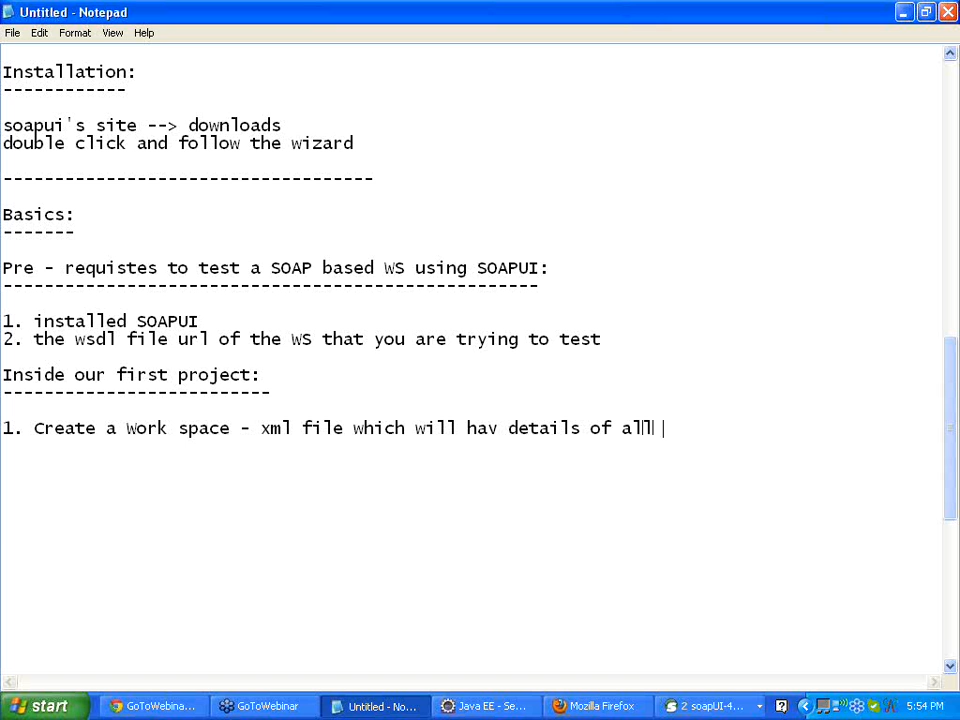 Untitled - Notepad
File Edit Format View Help
Installation:
------------
soapui's site --> downloads
double click and follow the wizard
------------------------------------
Basics:
-------
Pre - requistes to test a SOAP based WS using SOAPUI:
----------------------------------------------------
1. installed SOAPUI
2. the wsdl file url of the WS that you are trying to test
Inside our first project:
--------------------------
1. Create a Work space - xml file which will hav details of all
start GoToWebina... GoToWebinar Untitled - No... Java EE - Se... Mozilla Firefox 2 soapUI-4... 5:54 PM